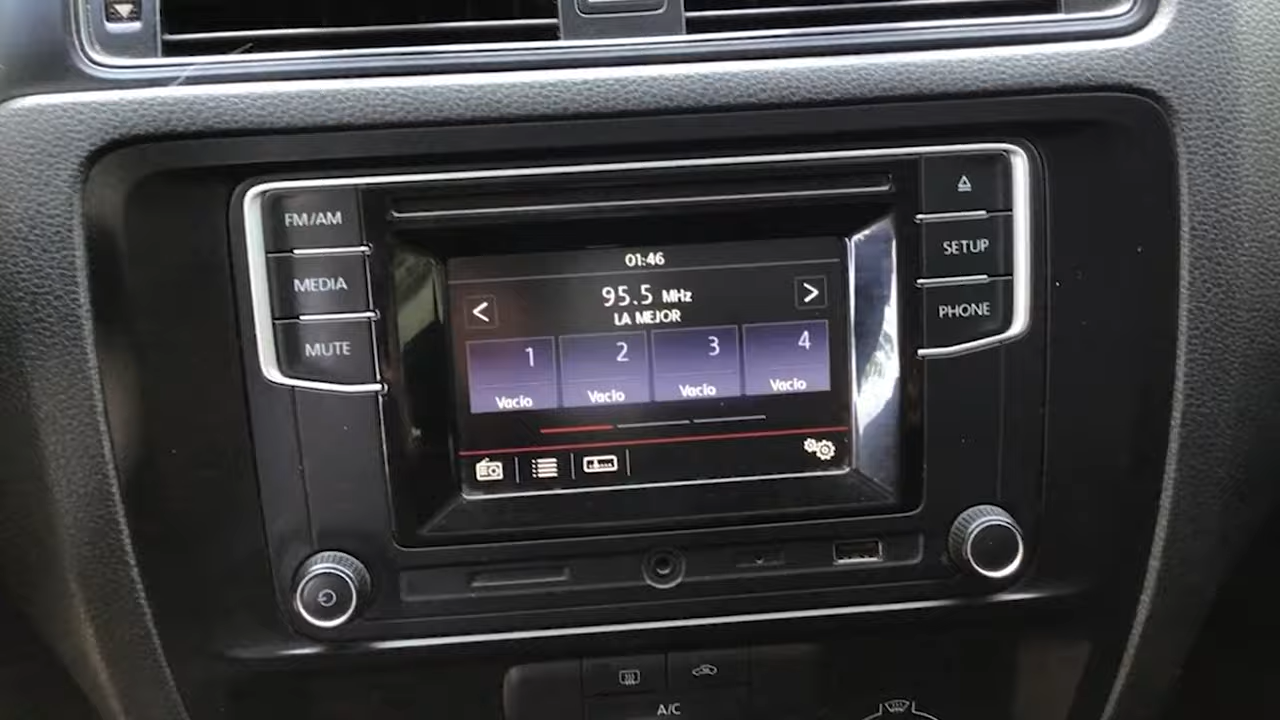 FM/AM
MEDIA
MUTE
SETUP
PHONE
01:46
95.5 MHz
LA MEJOR
1 2 3 4
Vacio Vacio Vacio Vacio
A/C